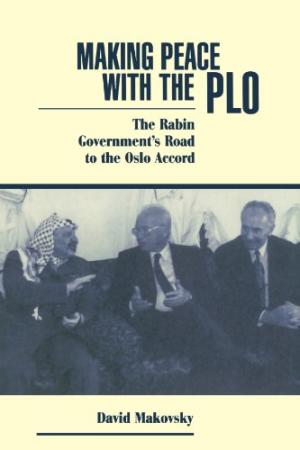 MAKING PEACE
WITH THE PLO
The Rabin
Government's Road
to the Oslo Accord
David Makovsky